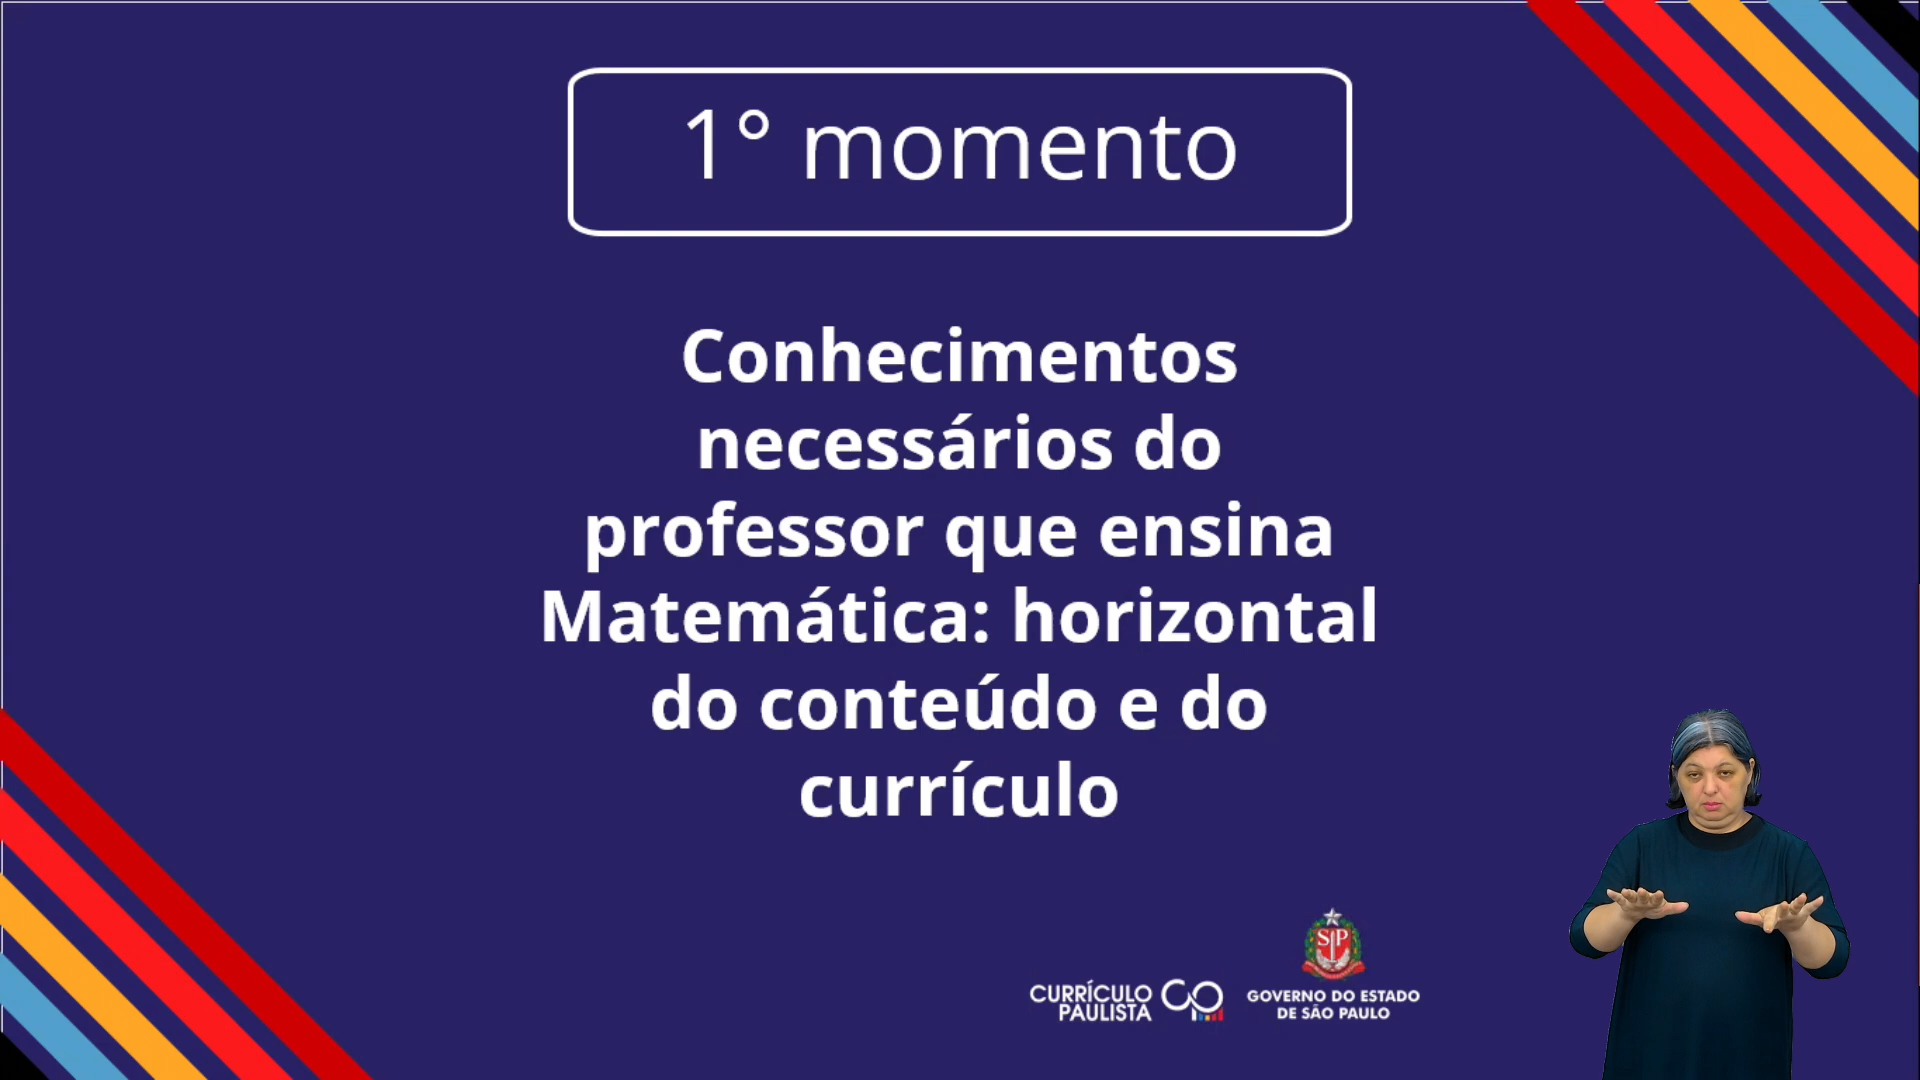 1° momento
Conhecimentos
necessários do
professor que ensina
Matemática: horizontal
do conteúdo e do
currículo
CURRÍCULO
PAULISTA
SP
GOVERNO DO ESTADO
DE SÃO PAULO